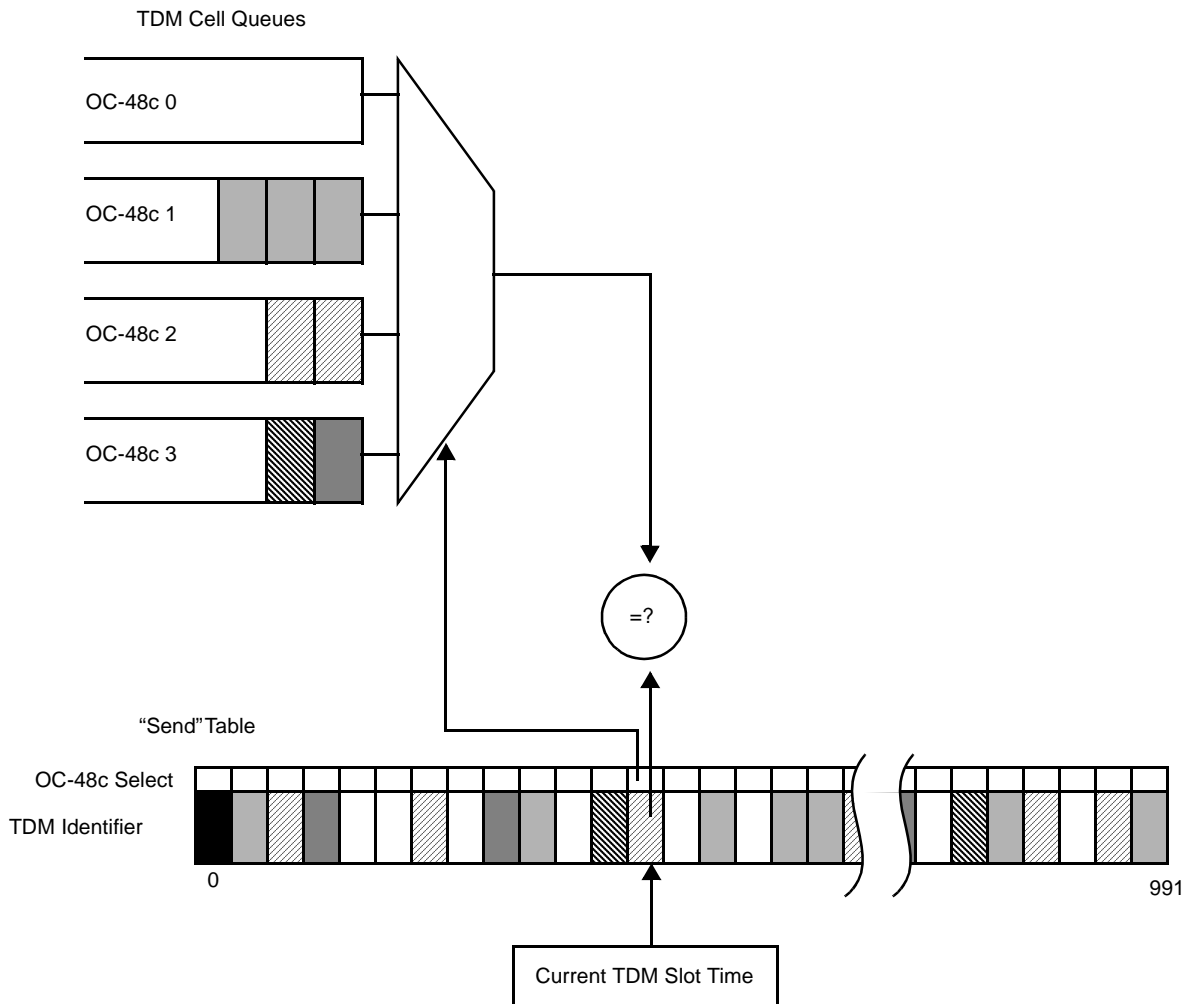 TDM Cell Queues
OC-48c 0
OC-48c 1
OC-48c 2
OC-48c 3
=?
“Send” Table
OC-48c Select
TDM Identifier
0
991
Current TDM Slot Time